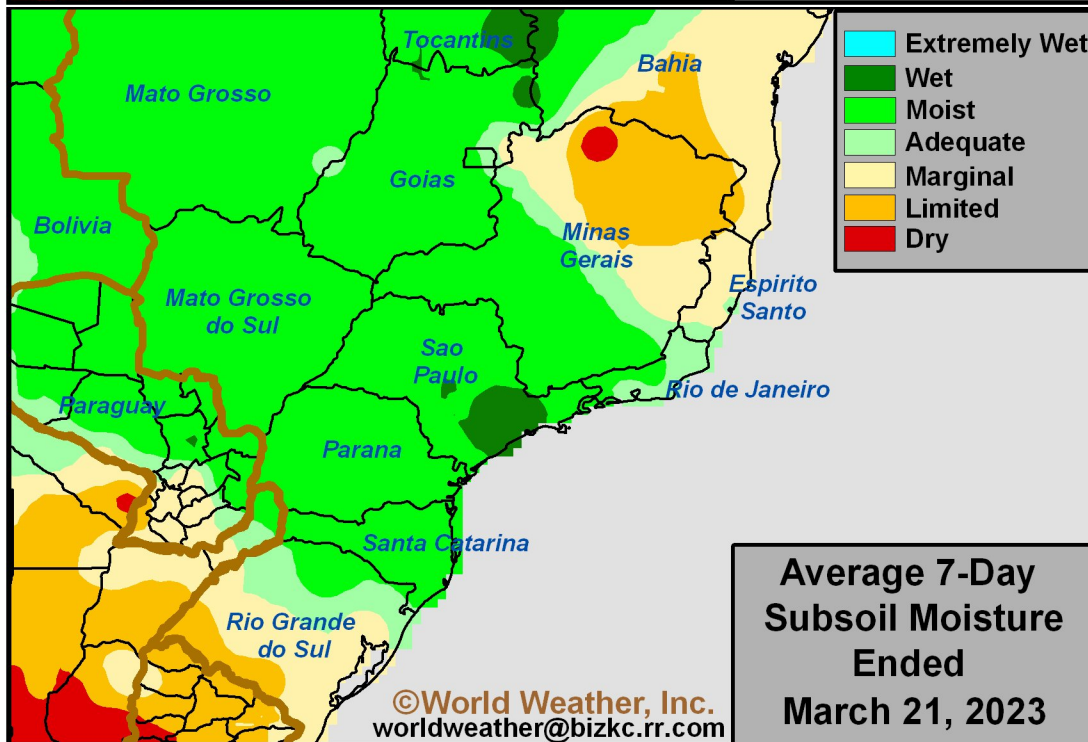 Tocantins
Bahia
Mato Grosso
Goias
Bolivia
Minas
Gerais
Espirito
Santo
Mato Grosso
do Sul
Sao
Paulo
Rio de Janeiro
Paraguay
Parana
Santa Catarina
Rio Grande
do Sul
Extremely Wet
Wet
Moist
Adequate
Marginal
Limited
Dry
Average 7-Day
Subsoil Moisture
Ended
March 21, 2023
©World Weather, Inc.
worldweather@bizkc.rr.com